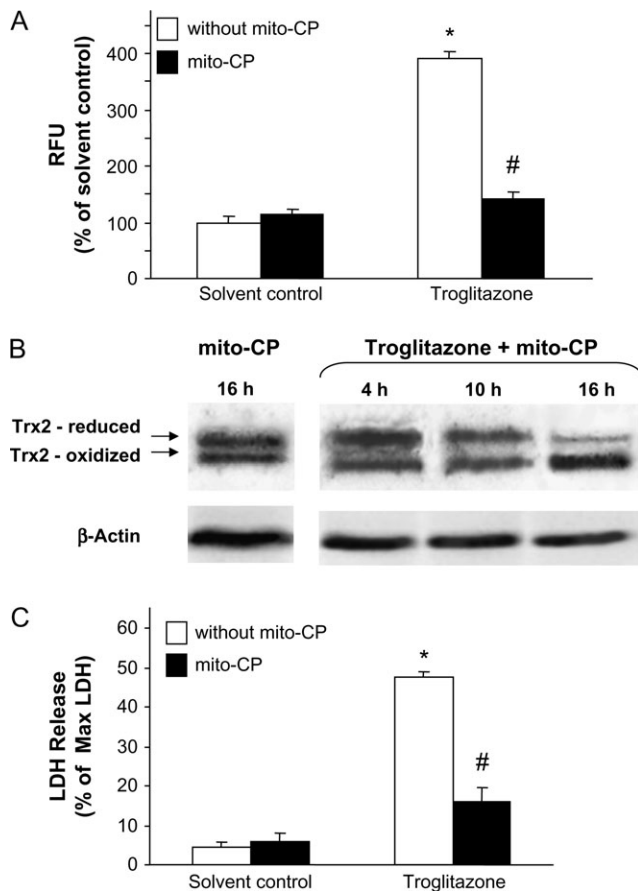 A
without mito-CP
mito-CP
RFU
(% of solvent control)
400
300
200
100
0
*
#
Solvent control
Troglitazone
B
mito-CP
Troglitazone + mito-CP
16 h
4 h
10 h
16 h
Trx2 - reduced
Trx2 - oxidized
β-Actin
C
without mito-CP
mito-CP
LDH Release
(% of Max LDH)
60
50
40
30
20
10
0
*
#
Solvent control
Troglitazone